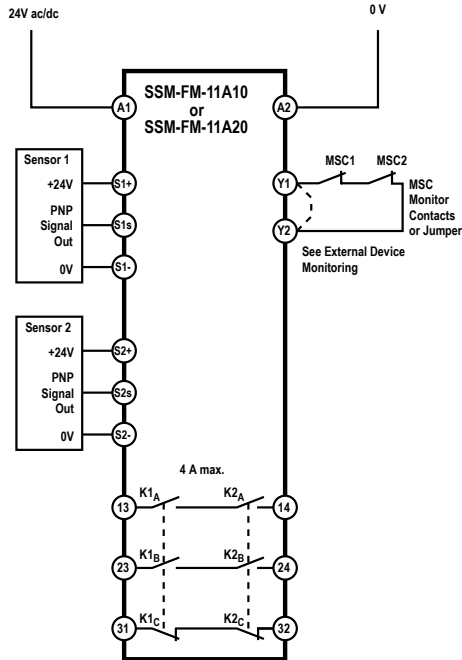 24V ac/dc
0 V
SSM-FM-11A10
or
SSM-FM-11A20
A1
A2
Sensor 1
+24V
PNP
Signal
Out
0V
S1+
S1s
S1-
Y1
Y2
MSC1
MSC2
MSC
Monitor
Contacts
or Jumper
See External Device
Monitoring
Sensor 2
+24V
PNP
Signal
Out
0V
S2+
S2s
S2-
4 A max.
13
K1A
K2A
14
23
K1B
K2B
24
31
K1C
K2C
32